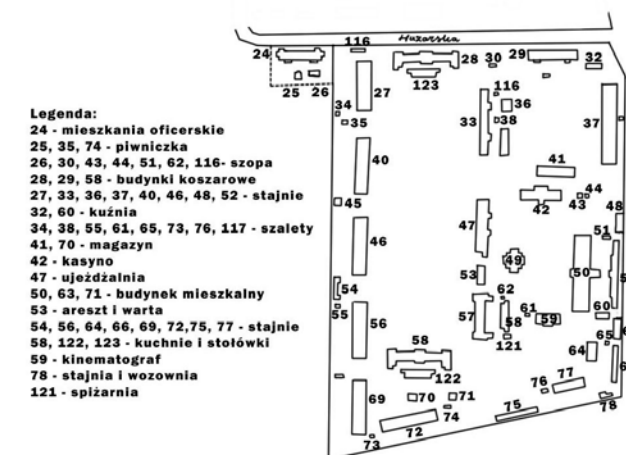 Huzarska
24
116
28
30
29
32
25
26
27
123
116
34
35
33
36
38
37
Legenda:
24 - mieszkania oficerskie
25, 35, 74 - piwniczka
26, 30, 43, 44, 51, 62, 116- szopa
28, 29, 58 - budynki koszarowe
27, 33, 36, 37, 40, 46, 48, 52 - stajnie
32, 60 - kuźnia
34, 38, 55, 61, 65, 73, 76, 117 - szalety
41, 70 - magazyn
42 - kasyno
47 - ujeżdżalnia
50, 63, 71 - budynek mieszkalny
53 - areszt i warta
54, 56, 64, 66, 69, 72,75, 77 - stajnie
58, 122, 123 - kuchnie i stołówki
59 - kinematograf
78 - stajnia i wozownia
121 - spiżarnia
40
41
44
42
43
45
48
46
47
49
51
50
53
54
62
55
56
57
58
61
59
60
121
58
64
65
122
69
70
71
76
77
74
75
78
72
73